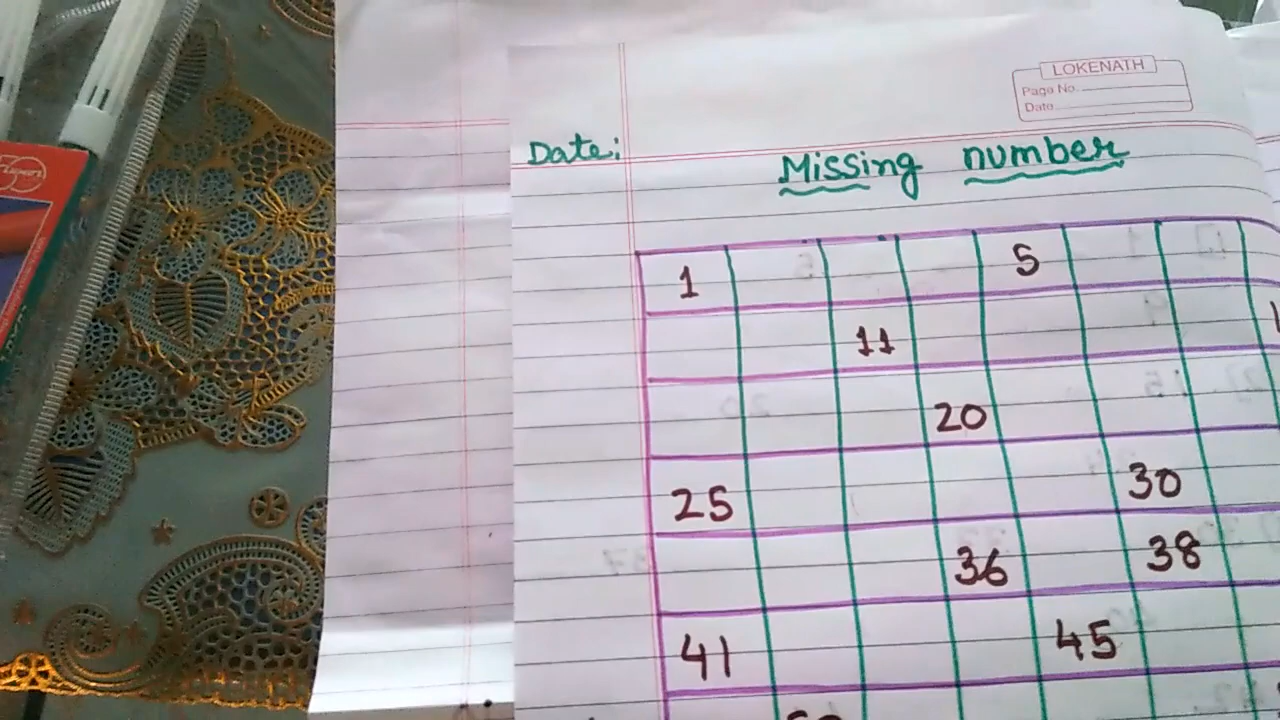 LOKENATH
Page No.
Date
Date:
Missing number
1 5
11
20
25 30
36 38
41 45